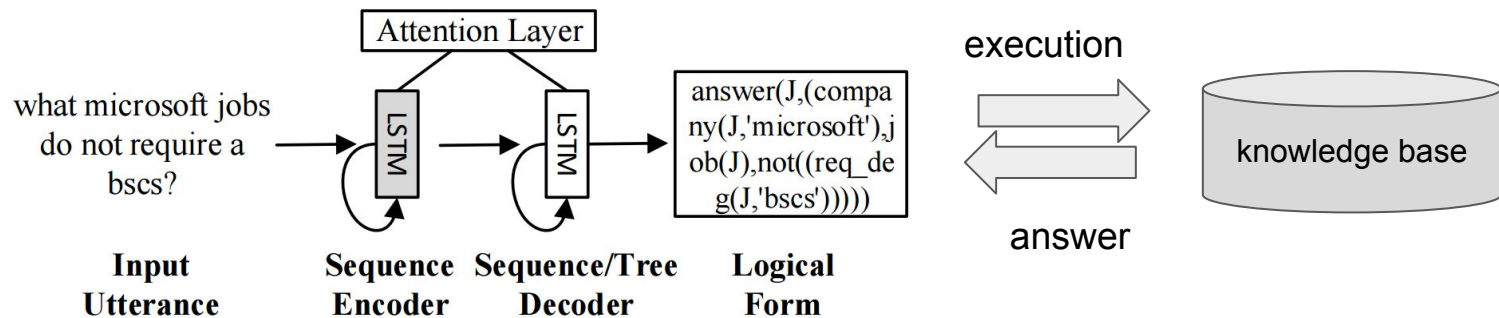 Attention Layer
what microsoft jobs
do not require a
bscs?
LSTM
LSTM
answer(J,(compa
ny(J,'microsoft'),j
ob(J),not((req_de
g(J,'bscs')))))
execution
answer
knowledge base
Input
Utterance
Sequence
Encoder
Sequence/Tree
Decoder
Logical
Form